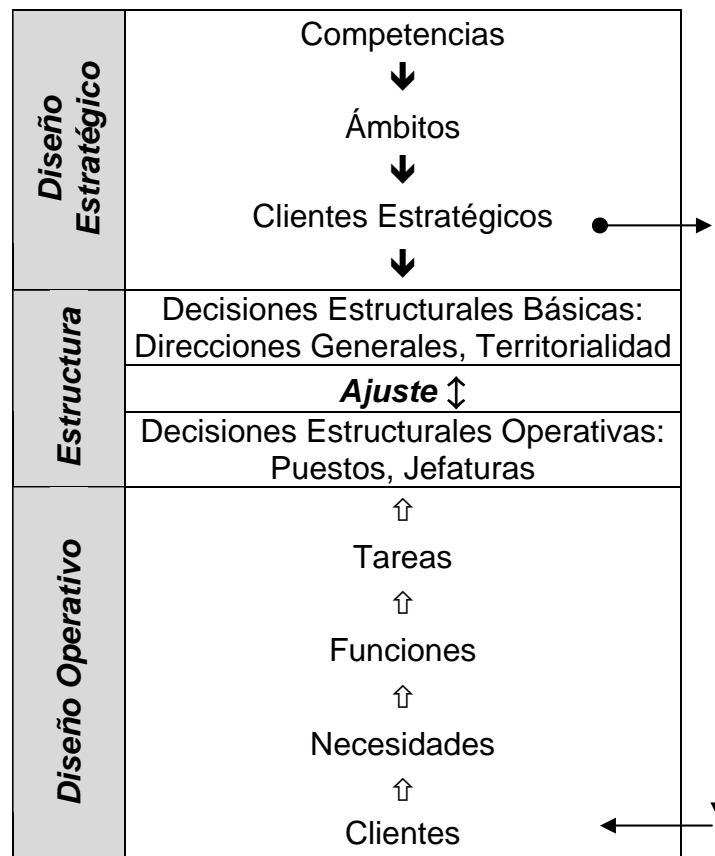 Diseño
Estratégico
Competencias
Ámbitos
Clientes Estratégicos
Estructura
Decisiones Estructurales Básicas:
Direcciones Generales, Territorialidad
Ajuste
Decisiones Estructurales Operativas:
Puestos, Jefaturas
Diseño Operativo
Tareas
Funciones
Necesidades
Clientes